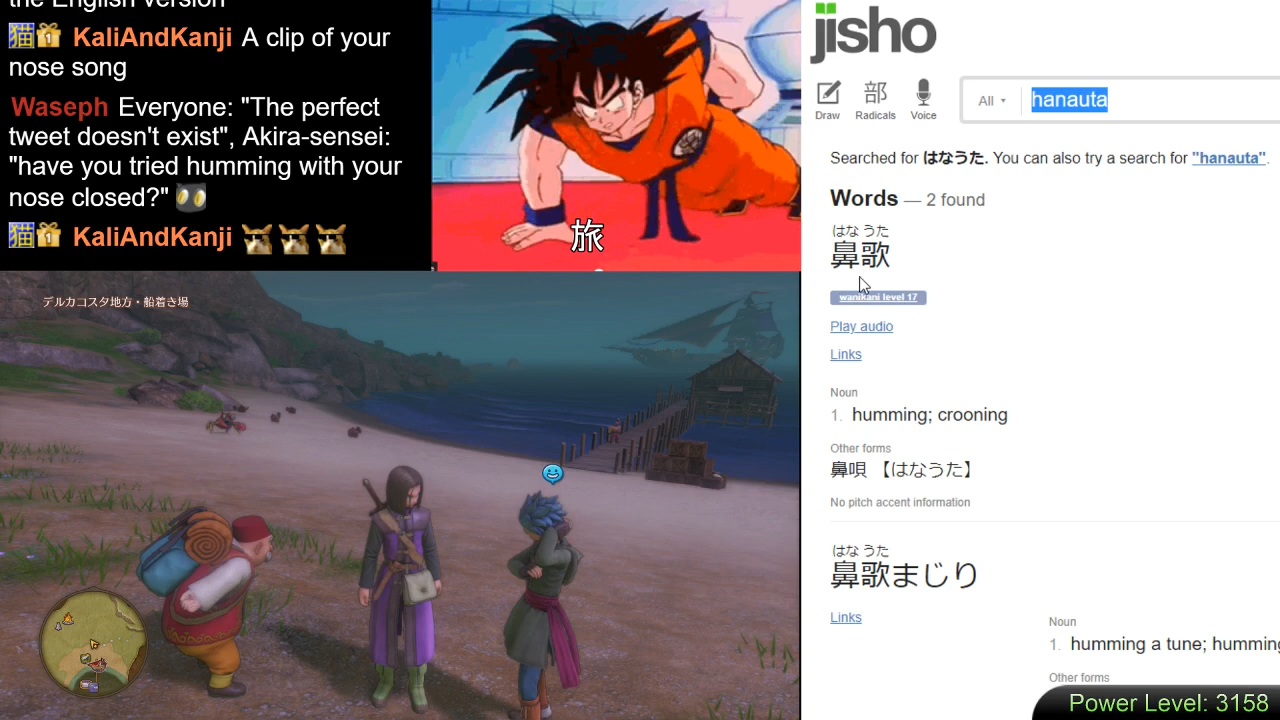 the English version
KaliAndKanji A clip of your
nose song
Waseph Everyone: "The perfect
tweet doesn't exist", Akira-sensei:
"have you tried humming with your
nose closed?"
KaliAndKanji
旅
デルカコスタ地方・船着き場
jisho
Draw
部
Radicals
Voice
All
hanauta
Searched for はなうた. You can also try a search for "hanauta".
Words — 2 found
はな うた
鼻歌
wanikani level 17
Play audio
Links
Noun
1. humming; crooning
Other forms
鼻唄 【はなうた】
No pitch accent information
はな うた
鼻歌まじり
Links
Noun
1. humming a tune; humming
Other forms
Power Level: 3158